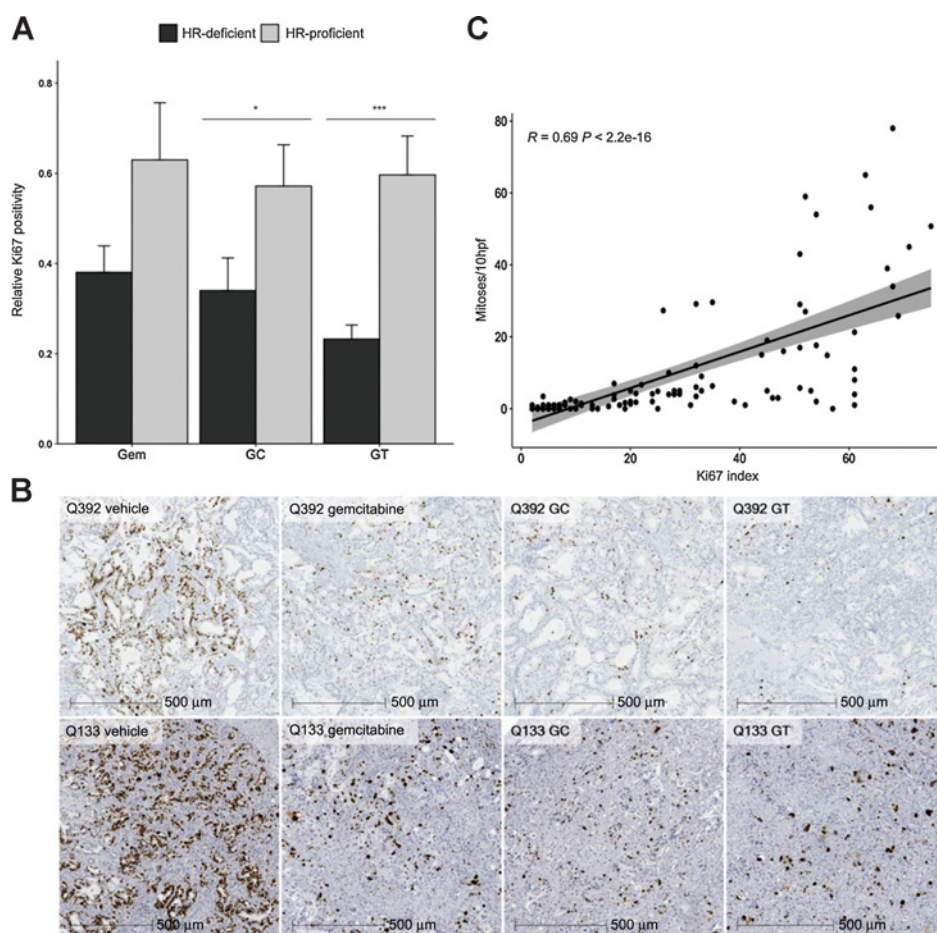 A
HR-deficient HR-proficient
Relative Ki67 positivity
0.8
0.6
0.4
0.2
0.0
*
***
Gem GC GT
C
R = 0.69 P < 2.2e-16
Mitoses/10hpf
80
60
40
20
0
0 20 40 60
Ki67 index
B
Q392 vehicle Q392 gemcitabine Q392 GC Q392 GT
500 µm 500 µm 500 µm 500 µm
Q133 vehicle Q133 gemcitabine Q133 GC Q133 GT
500 µm 500 µm 500 µm 500 µm